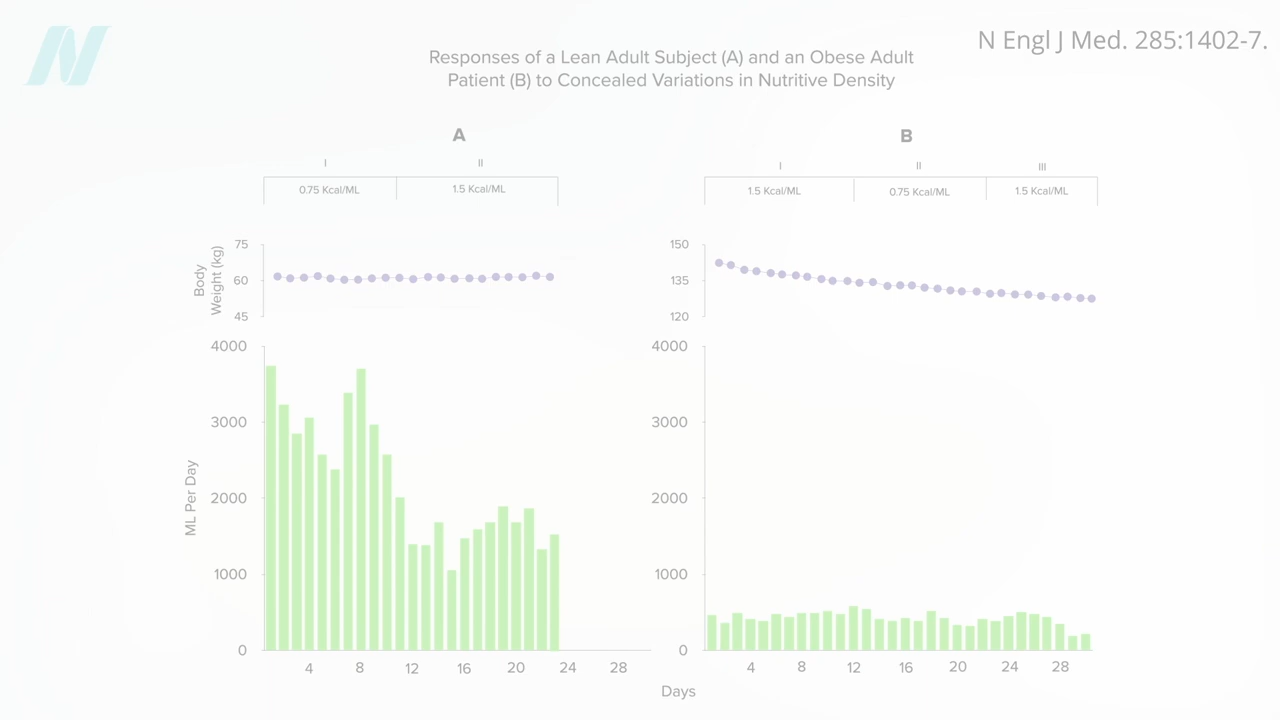 N Engl J Med. 285:1402-7.
Responses of a Lean Adult Subject (A) and an Obese Adult
Patient (B) to Concealed Variations in Nutritive Density
A
I
II
0.75 Kcal/ML
1.5 Kcal/ML
Body
Weight (kg)
75
60
45
ML Per Day
4000
3000
2000
1000
0
4
8
12
16
20
24
28
B
I
II
III
1.5 Kcal/ML
0.75 Kcal/ML
1.5 Kcal/ML
150
135
120
4000
3000
2000
1000
0
4
8
12
16
20
24
28
Days